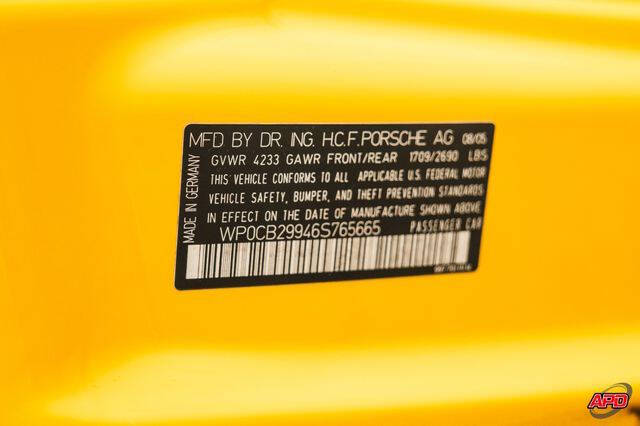 MFD BY DR. ING. H.C.F. PORSCHE AG 08/05
GVWR 4233 GAWR FRONT/REAR 1709/2690 LBS
THIS VEHICLE CONFORMS TO ALL APPLICABLE U.S. FEDERAL MOTOR
VEHICLE SAFETY, BUMPER, AND THEFT PREVENTION STANDARDS
IN EFFECT ON THE DATE OF MANUFACTURE SHOWN ABOVE
WP0CB29946S765665 PASSENGER CAR
MADE IN GERMANY
APD